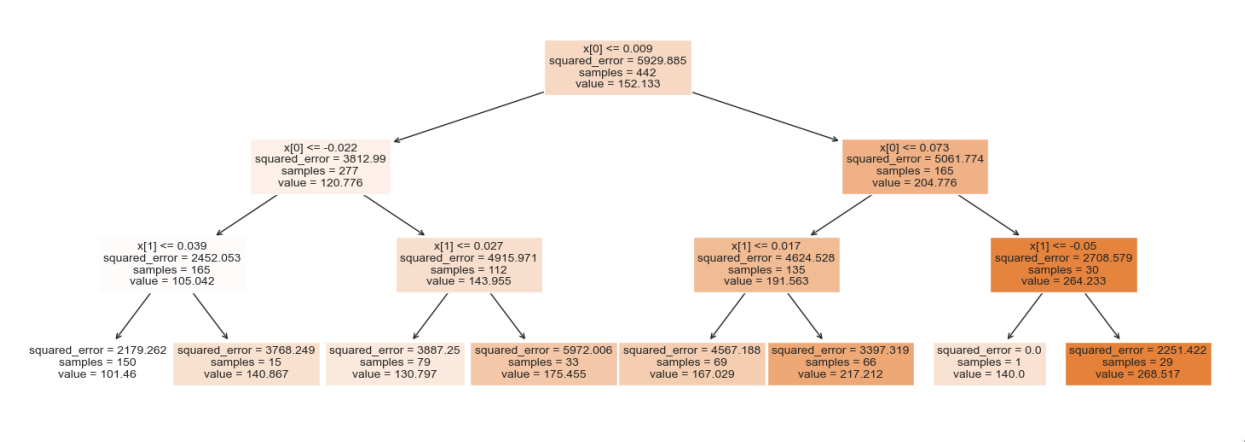 x[0] <= 0.009
squared_error = 5929.885
samples = 442
value = 152.133
x[0] <= -0.022
squared_error = 3812.99
samples = 277
value = 120.776
x[0] <= 0.073
squared_error = 5061.774
samples = 165
value = 204.776
x[1] <= 0.039
squared_error = 2452.053
samples = 165
value = 105.042
x[1] <= 0.027
squared_error = 4915.971
samples = 112
value = 143.955
x[1] <= 0.017
squared_error = 4624.528
samples = 135
value = 191.563
x[1] <= -0.05
squared_error = 2708.579
samples = 30
value = 264.233
squared_error = 2179.262
samples = 150
value = 101.46
squared_error = 3768.249
samples = 15
value = 140.867
squared_error = 3887.25
samples = 79
value = 130.797
squared_error = 5972.006
samples = 33
value = 175.455
squared_error = 4567.188
samples = 69
value = 167.029
squared_error = 3397.319
samples = 66
value = 217.212
squared_error = 0.0
samples = 1
value = 140.0
squared_error = 2251.422
samples = 29
value = 268.517